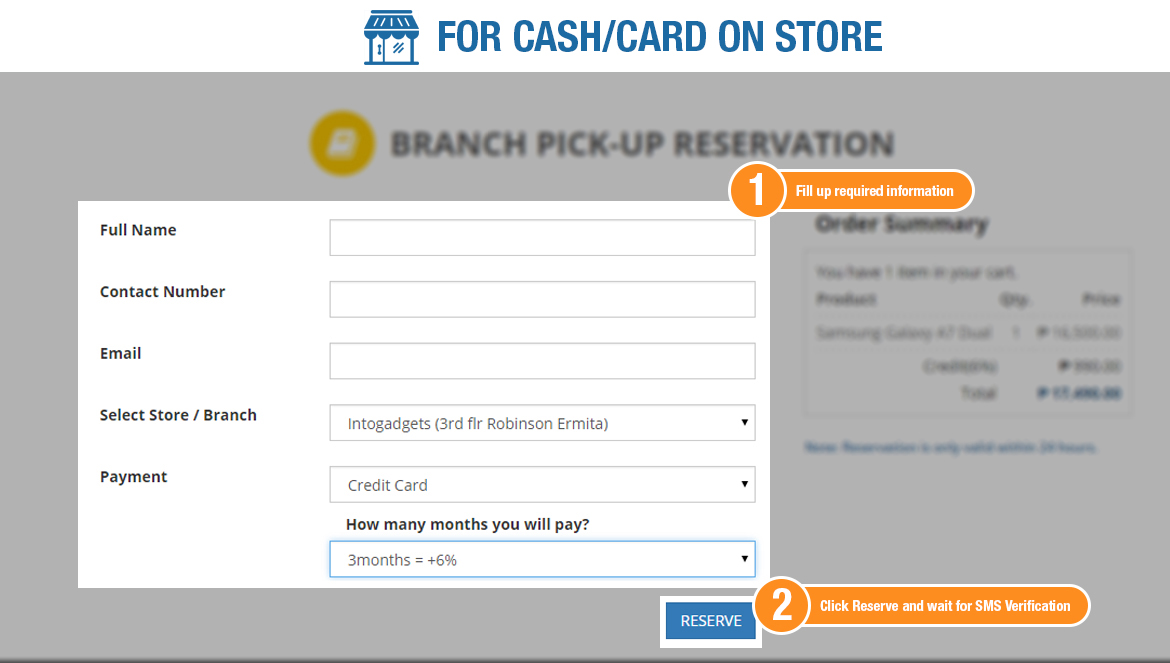 FOR CASH/CARD ON STORE
BRANCH PICK-UP RESERVATION
1 Fill up required information
Full Name
Contact Number
Email
Select Store / Branch
Intogadgets (3rd flr Robinson Ermita)
Payment
Credit Card
How many months you will pay?
3months = +6%
RESERVE
2 Click Reserve and wait for SMS Verification
Order Summary
You have 1 item in your cart.
Product Qty. Price
Samsung Galaxy A7 Dual 1 ₱ 16,500.00
Credit(6%) ₱ 990.00
Total ₱ 17,490.00
Note: Reservation is only valid within 24 hours.